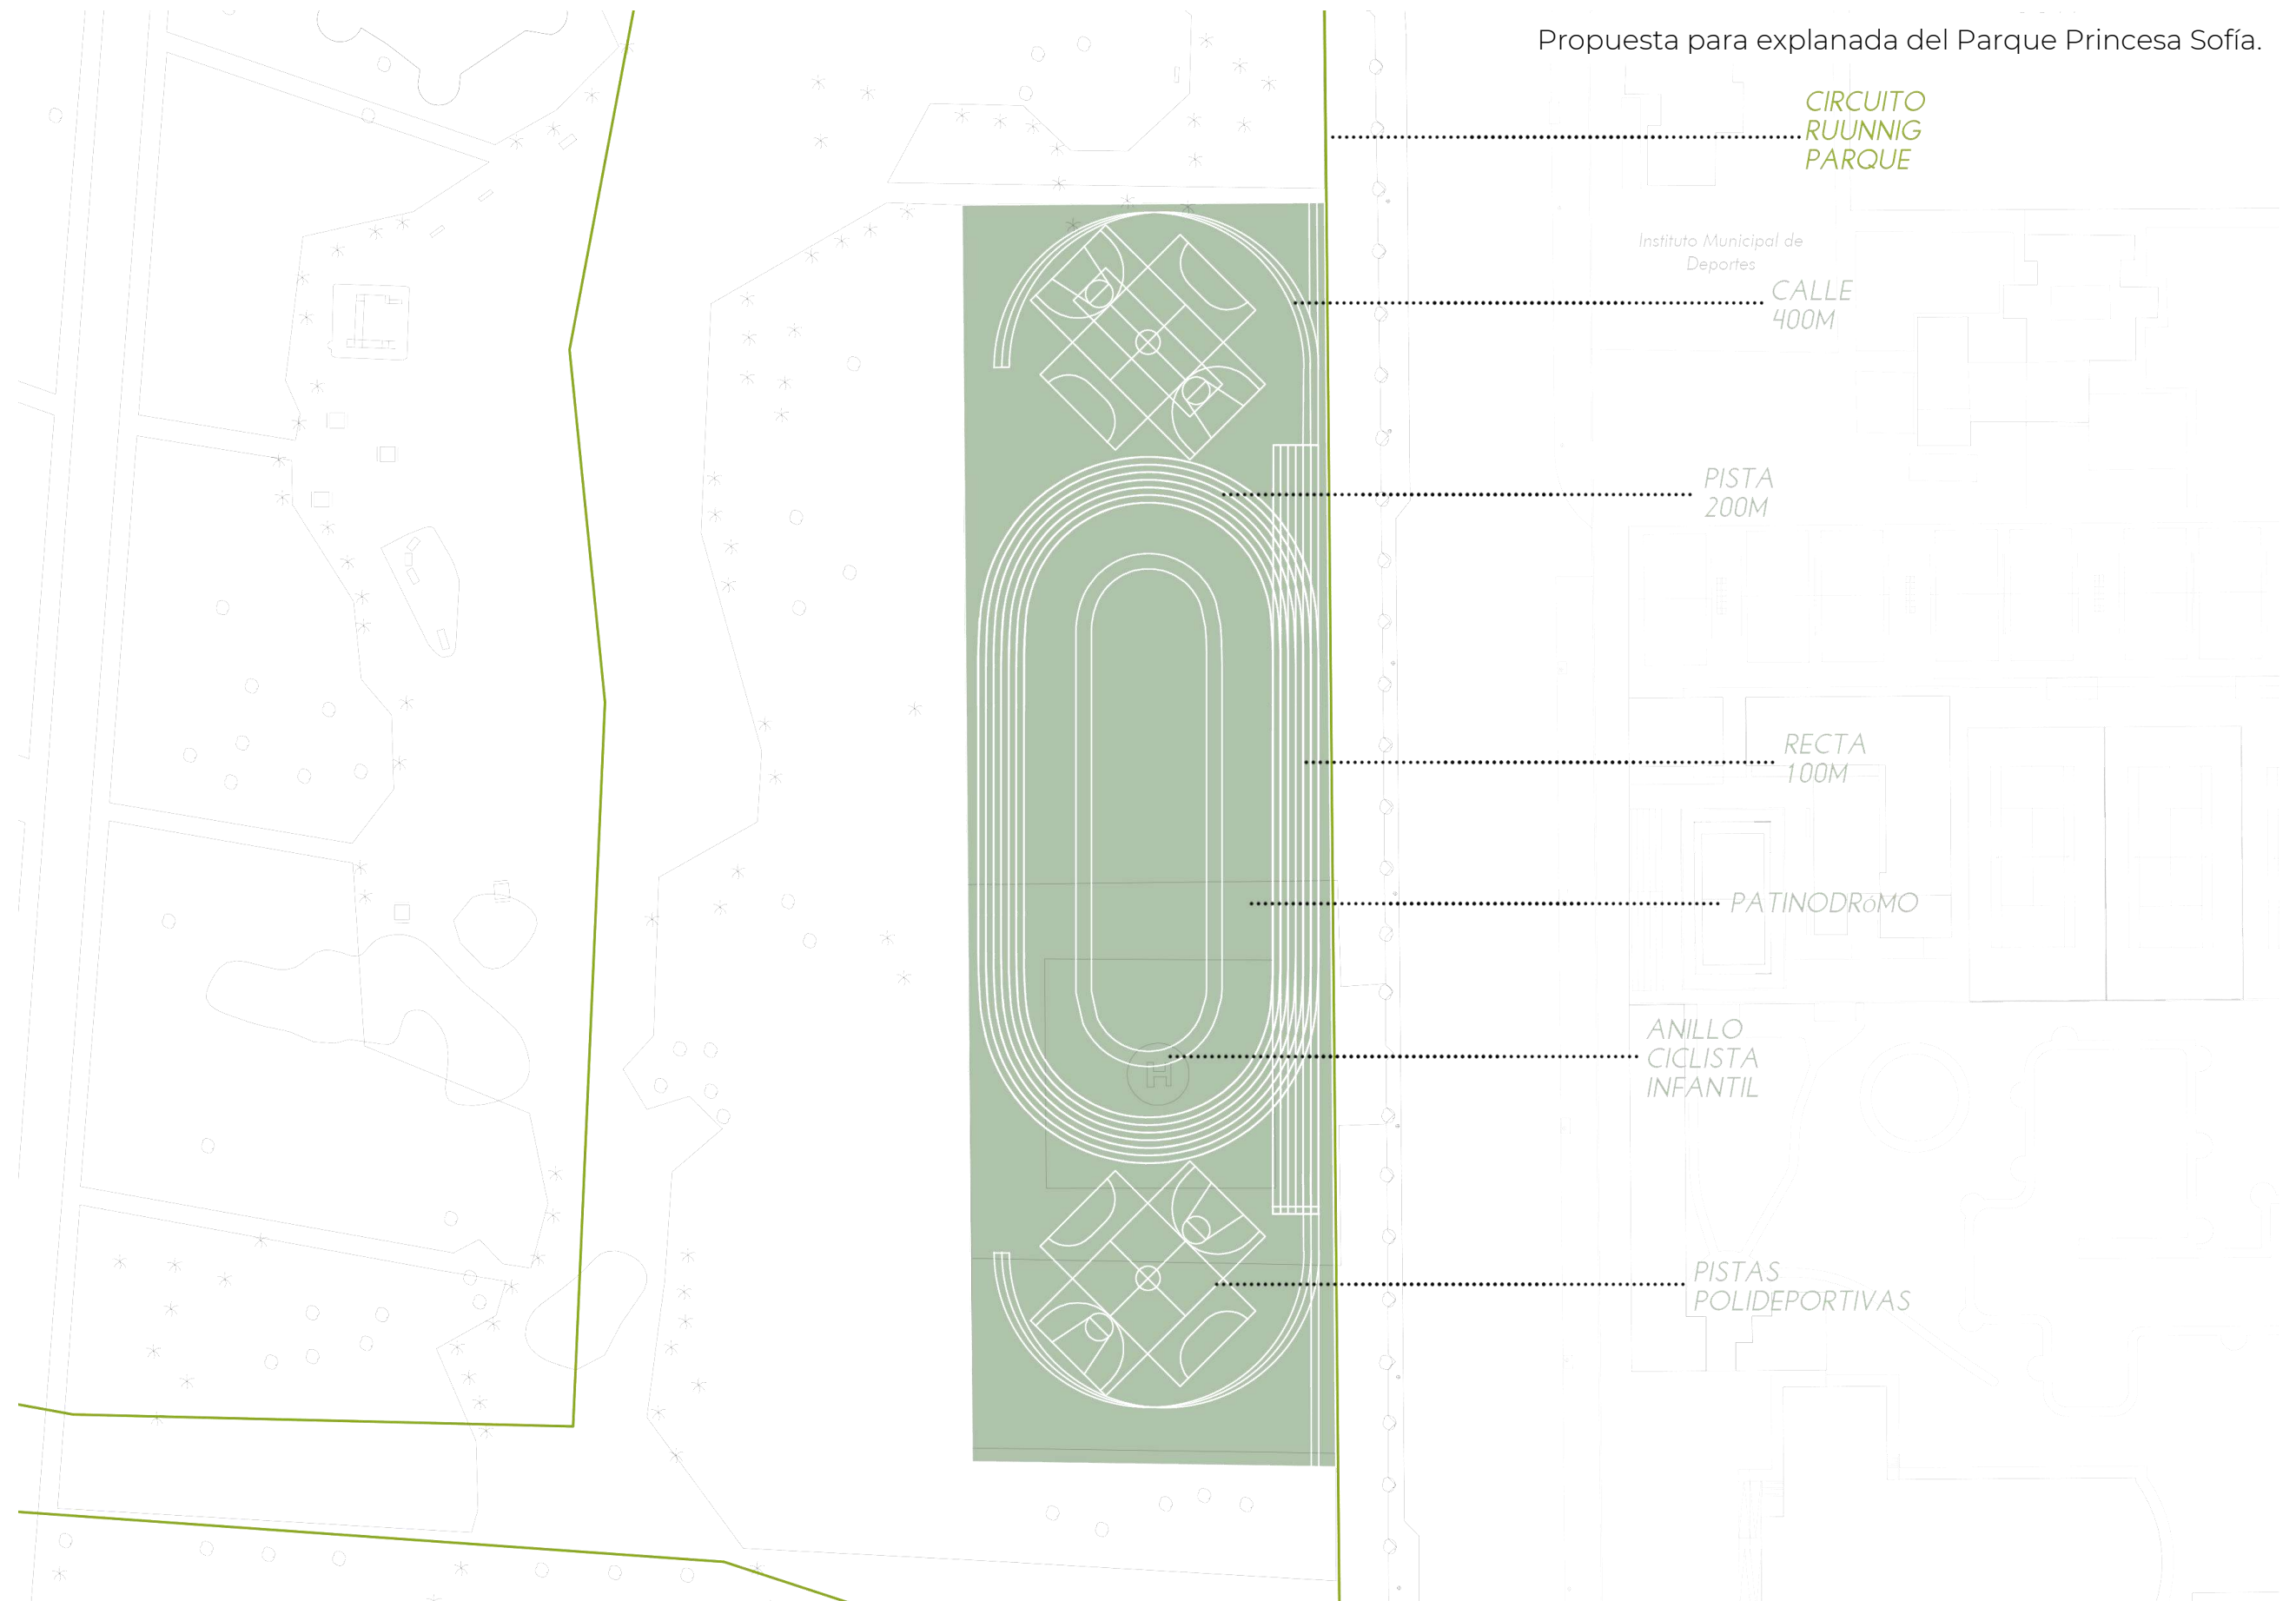 Propuesta para explanada del Parque Princesa Sofía.
CIRCUITO
RUUNNIG
PARQUE
Instituto Municipal de
Deportes
CALLE
400M
PISTA
200M
RECTA
100M
PATINODRóMO
ANILLO
CICLISTA
INFANTIL
H
PISTAS
POLIDEPORTIVAS